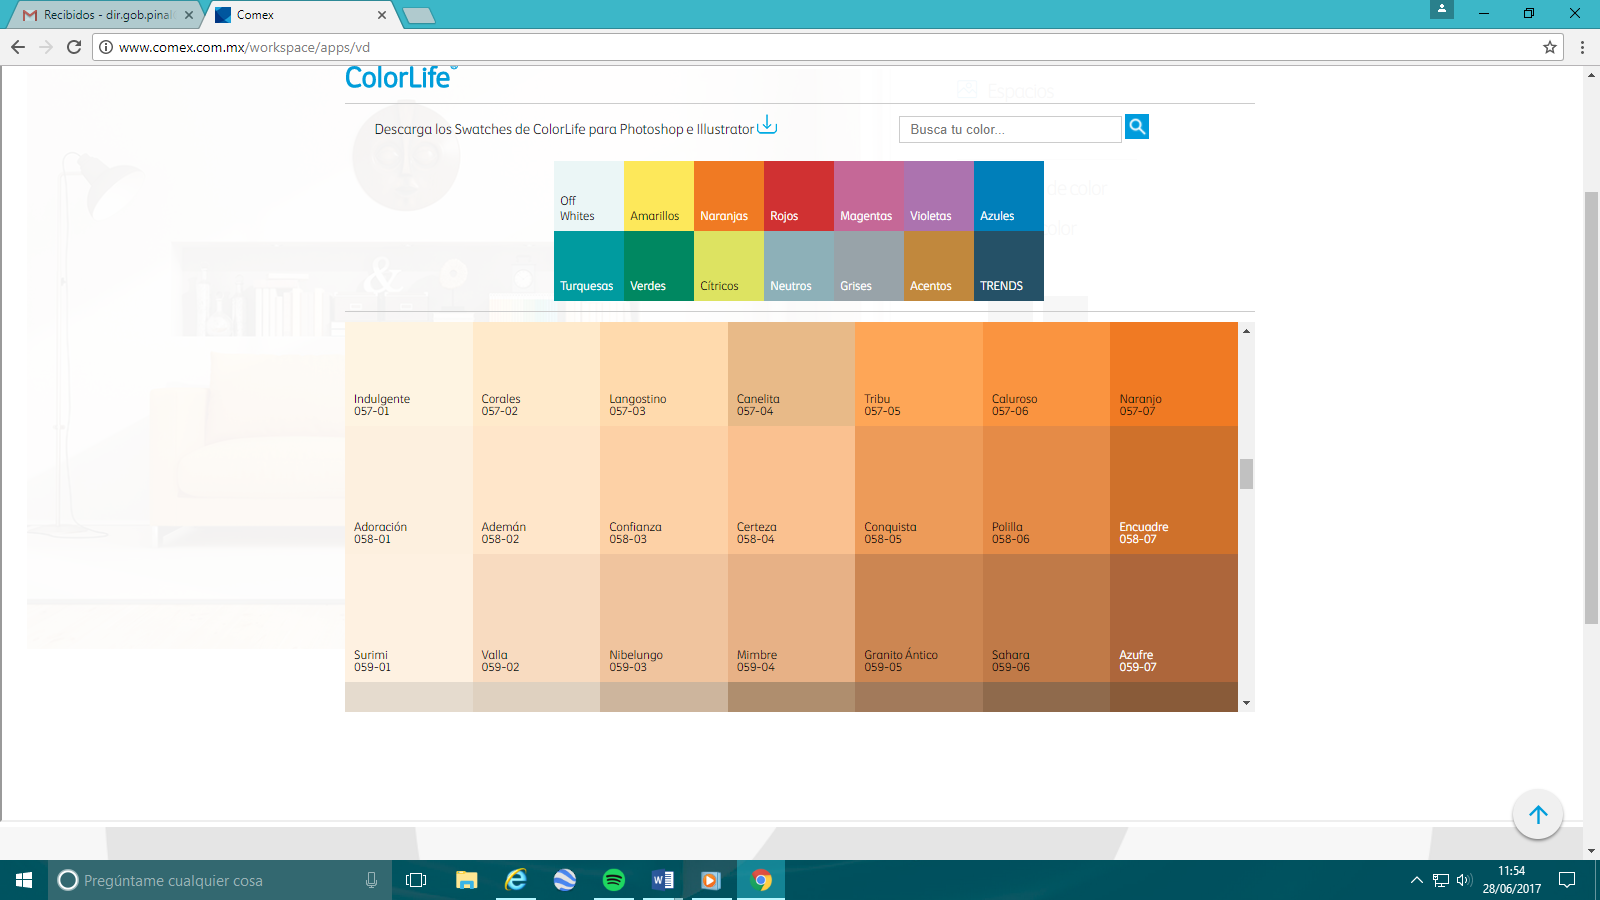 Recibidos - dir.gob.pinal
Comex
www.comex.com.mx/workspace/apps/vd
ColorLife®
Espacios
Descarga los Swatches de ColorLife para Photoshop e Illustrator
Busca tu color...
de color
olor
&
Off
Whites
Amarillos
Naranjas
Rojos
Magentas
Violetas
Azules
Turquesas
Verdes
Cítricos
Neutros
Grises
Acentos
TRENDS
Indulgente
057-01
Corales
057-02
Langostino
057-03
Canelita
057-04
Tribu
057-05
Caluroso
057-06
Naranjo
057-07
Adoración
058-01
Ademán
058-02
Confianza
058-03
Certeza
058-04
Conquista
058-05
Polilla
058-06
Encuadre
058-07
Surimi
059-01
Valla
059-02
Nibelungo
059-03
Mimbre
059-04
Granito Ántico
059-05
Sahara
059-06
Azufre
059-07
Pregúntame cualquier cosa
11:54
28/06/2017